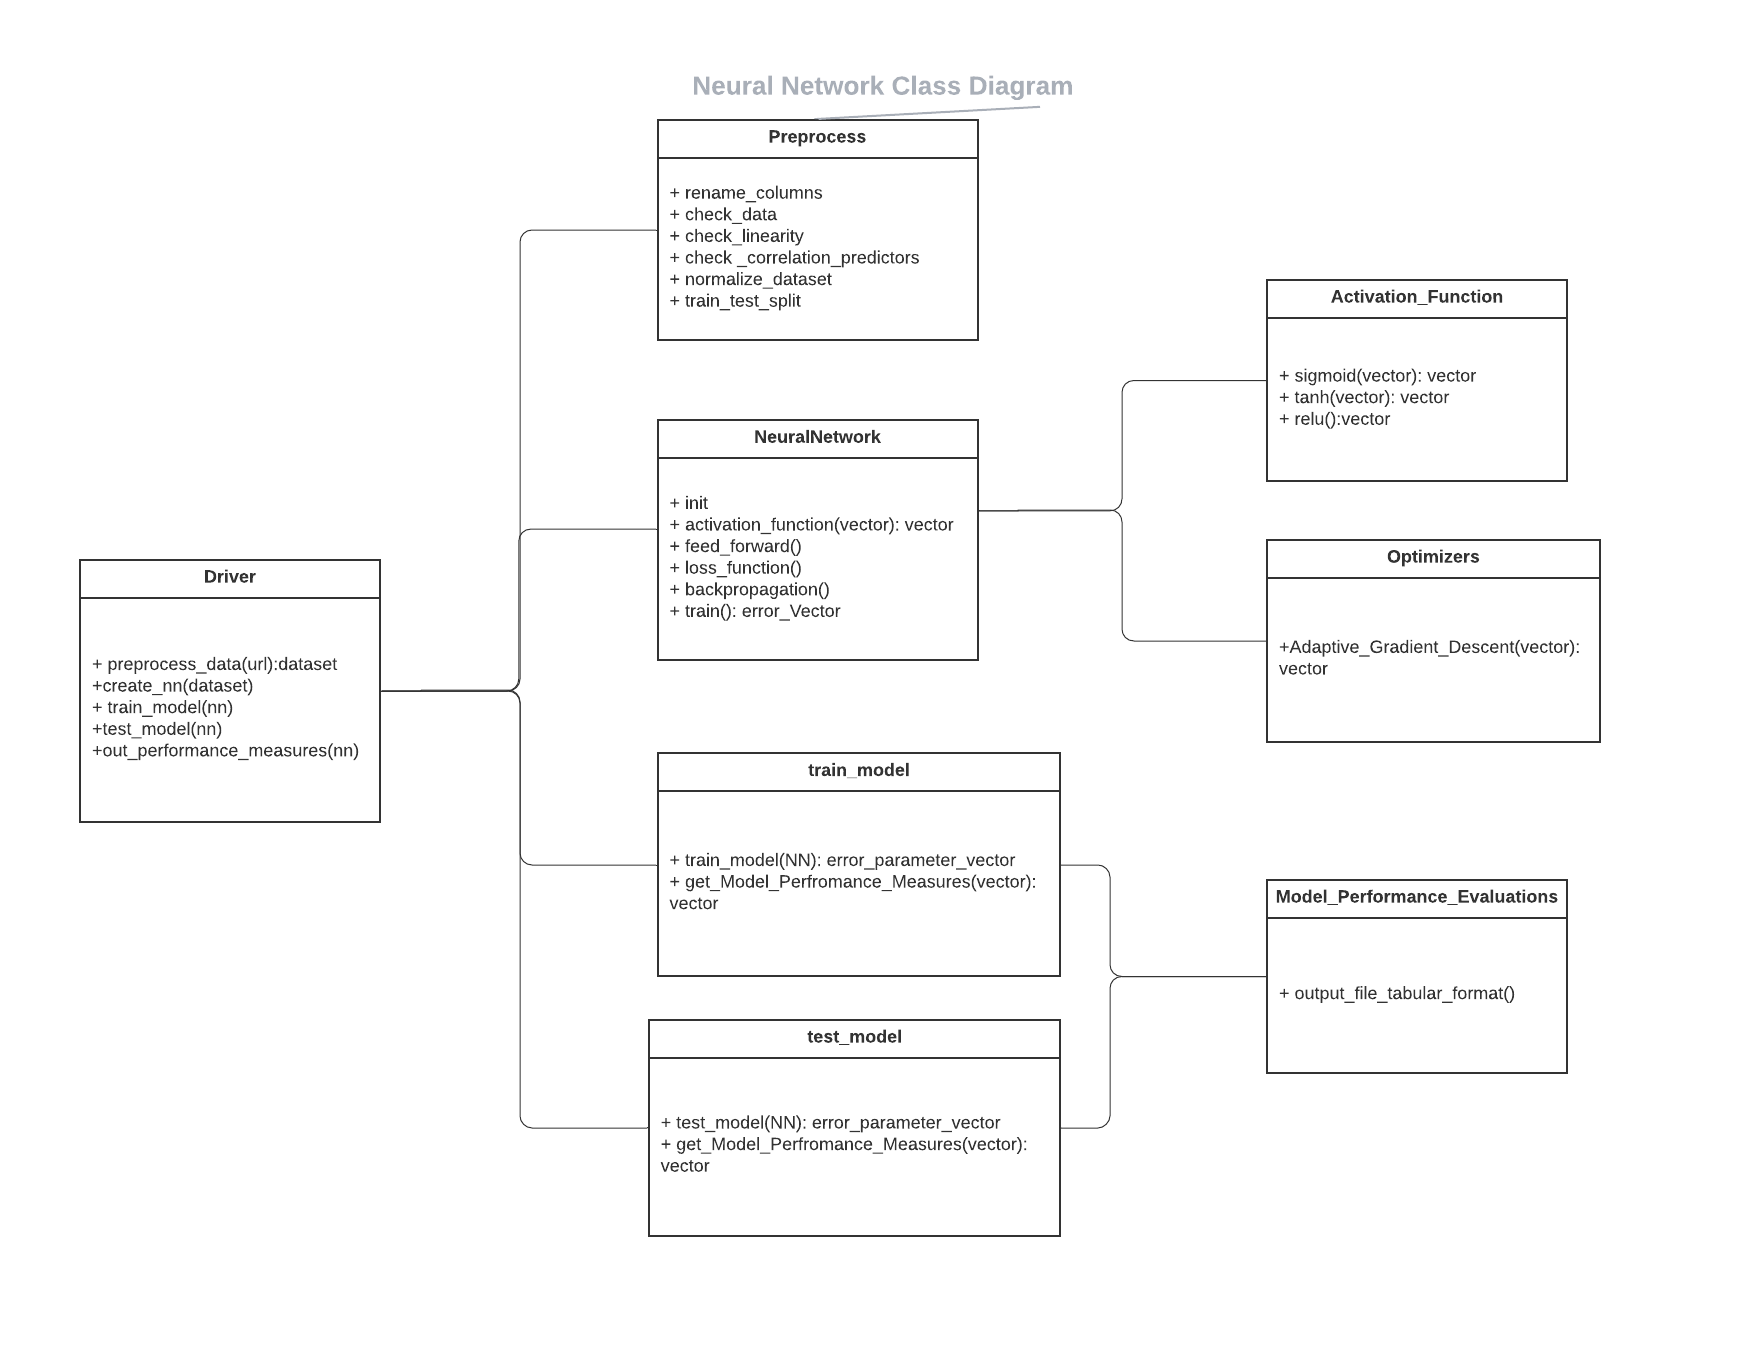 Neural Network Class Diagram
Preprocess
+ rename_columns
+ check_data
+ check_linearity
+ check _correlation_predictors
+ normalize_dataset
+ train_test_split
Activation_Function
+ sigmoid(vector): vector
+ tanh(vector): vector
+ relu():vector
NeuralNetwork
+ init
+ activation_function(vector): vector
+ feed_forward()
+ loss_function()
+ backpropagation()
+ train(): error_Vector
Optimizers
+Adaptive_Gradient_Descent(vector):
vector
Driver
+ preprocess_data(url):dataset
+create_nn(dataset)
+ train_model(nn)
+test_model(nn)
+out_performance_measures(nn)
train_model
+ train_model(NN): error_parameter_vector
+ get_Model_Perfromance_Measures(vector):
vector
Model_Performance_Evaluations
+ output_file_tabular_format()
test_model
+ test_model(NN): error_parameter_vector
+ get_Model_Perfromance_Measures(vector):
vector